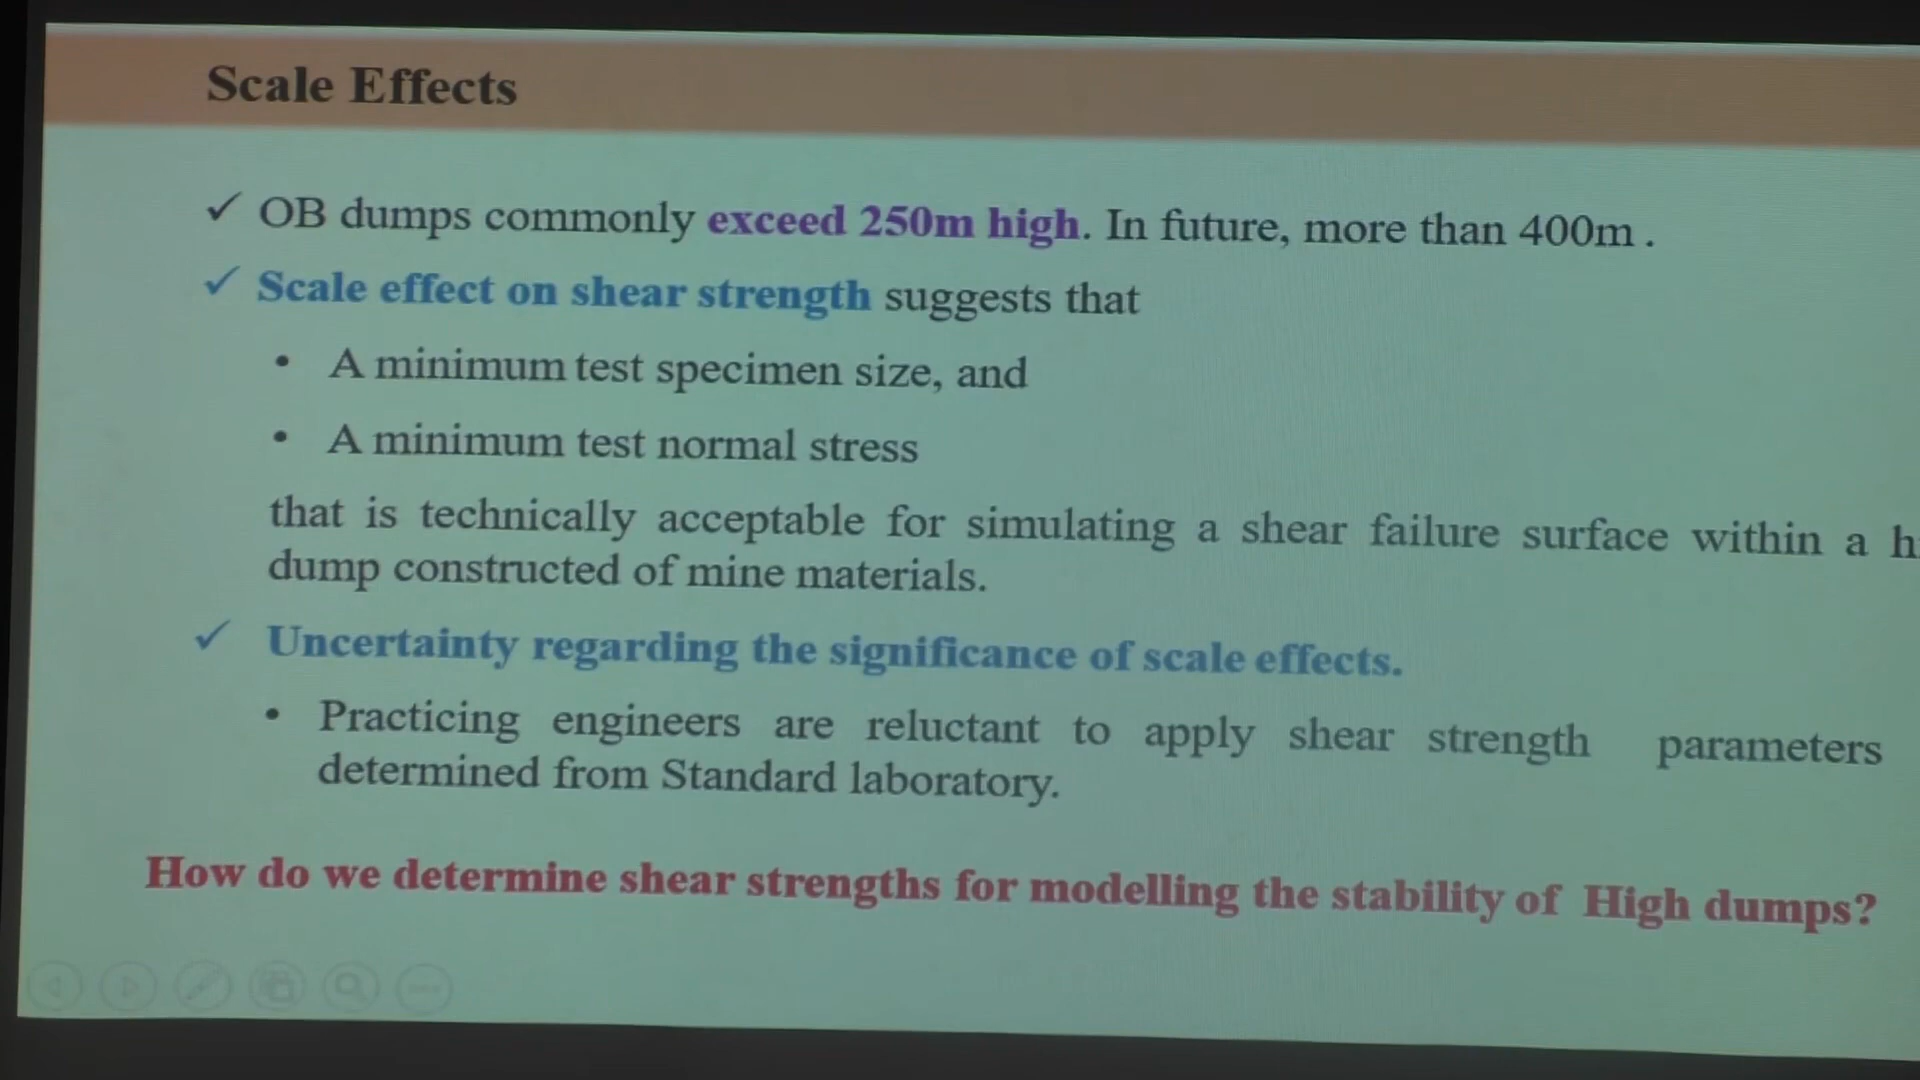 Scale Effects
✓ OB dumps commonly exceed 250m high. In future, more than 400m .
✓ Scale effect on shear strength suggests that
• A minimum test specimen size, and
• A minimum test normal stress
that is technically acceptable for simulating a shear failure surface within a
dump constructed of mine materials.
✓ Uncertainty regarding the significance of scale effects.
• Practicing engineers are reluctant to apply shear strength parameters
determined from Standard laboratory.
How do we determine shear strengths for modelling the stability of High dumps?